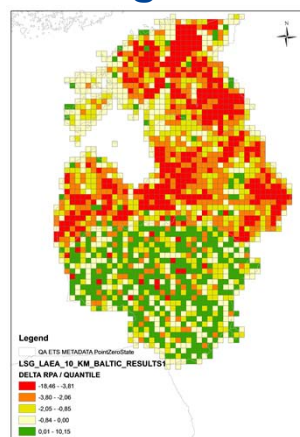 N
Legend
QA ETS METADATA PointZeroState
LSG_LAEA_10_KM_BALTIC_RESULTS1
DELTA RPA / QUANTILE
-18,46 - -3,81
-3,80 - -2,06
-2,05 - -0,85
-0,84 - 0,00
0,01 - 10,15